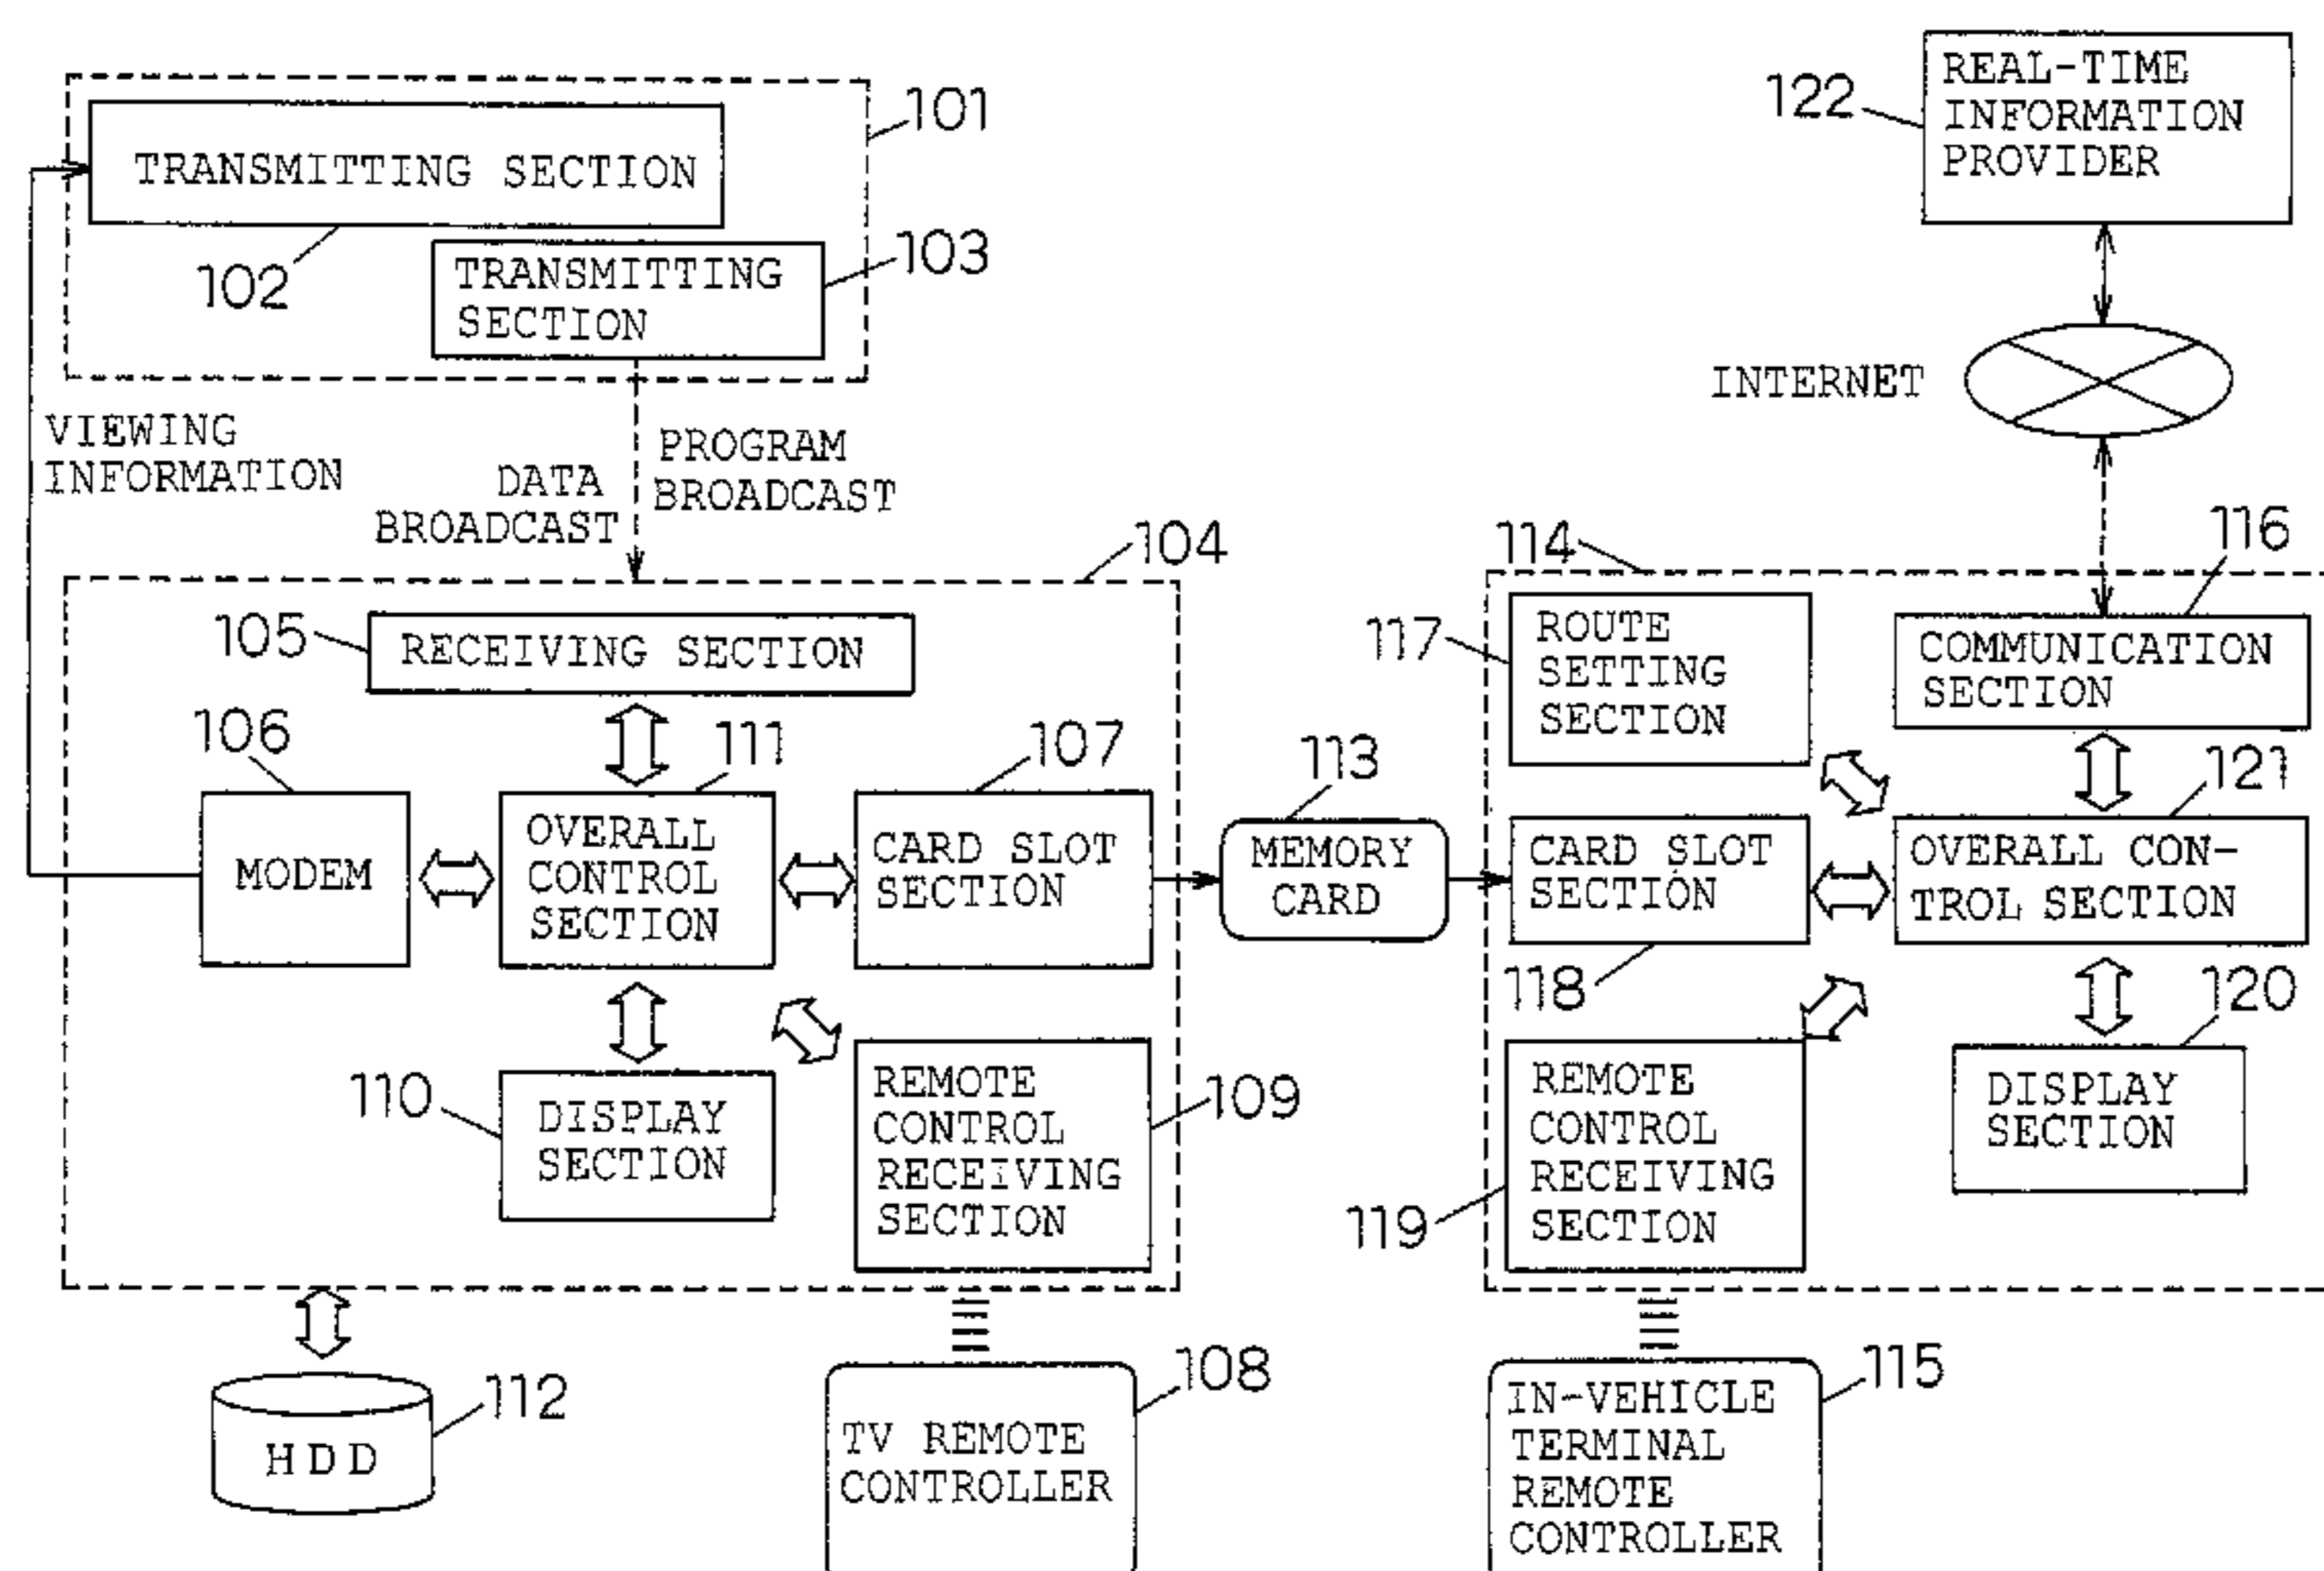 101
TRANSMITTING SECTION
102
TRANSMITTING
SECTION
103
VIEWING
INFORMATION
DATA
BROADCAST
PROGRAM
BROADCAST
104
105
RECEIVING SECTION
106
MODEM
111
OVERALL
CONTROL
SECTION
107
CARD SLOT
SECTION
110
DISPLAY
SECTION
REMOTE
CONTROL
RECEIVING
SECTION
109
112
HDD
108
TV REMOTE
CONTROLLER
113
MEMORY
CARD
122
REAL-TIME
INFORMATION
PROVIDER
INTERNET
114
116
117
ROUTE
SETTING
SECTION
COMMUNICATION
SECTION
121
CARD SLOT
SECTION
118
OVERALL CON-
TROL SECTION
120
DISPLAY
SECTION
119
REMOTE
CONTROL
RECEIVING
SECTION
115
IN-VEHICLE
TERMINAL
REMOTE
CONTROLLER